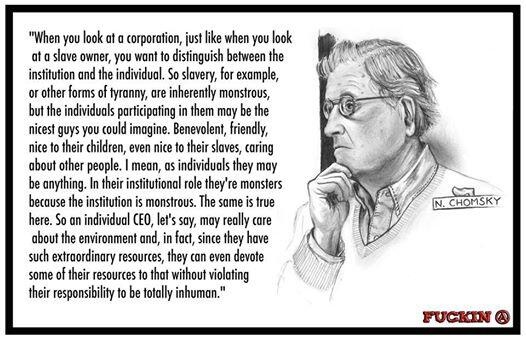 "When you look at a corporation, just like when you look
at a slave owner, you want to distinguish between the
institution and the individual. So slavery, for example,
or other forms of tyranny, are inherently monstrous,
but the individuals participating in them may be the
nicest guys you could imagine. Benevolent, friendly,
nice to their children, even nice to their slaves, caring
about other people. I mean, as individuals they may
be anything. In their institutional role they're monsters
because the institution is monstrous. The same is true
here. So an individual CEO, let's say, may really care
about the environment and, in fact, since they have
such extraordinary resources, they can even devote
some of their resources to that without violating
their responsibility to be totally inhuman."
N. CHOMSKY
FUCKIN Ⓐ